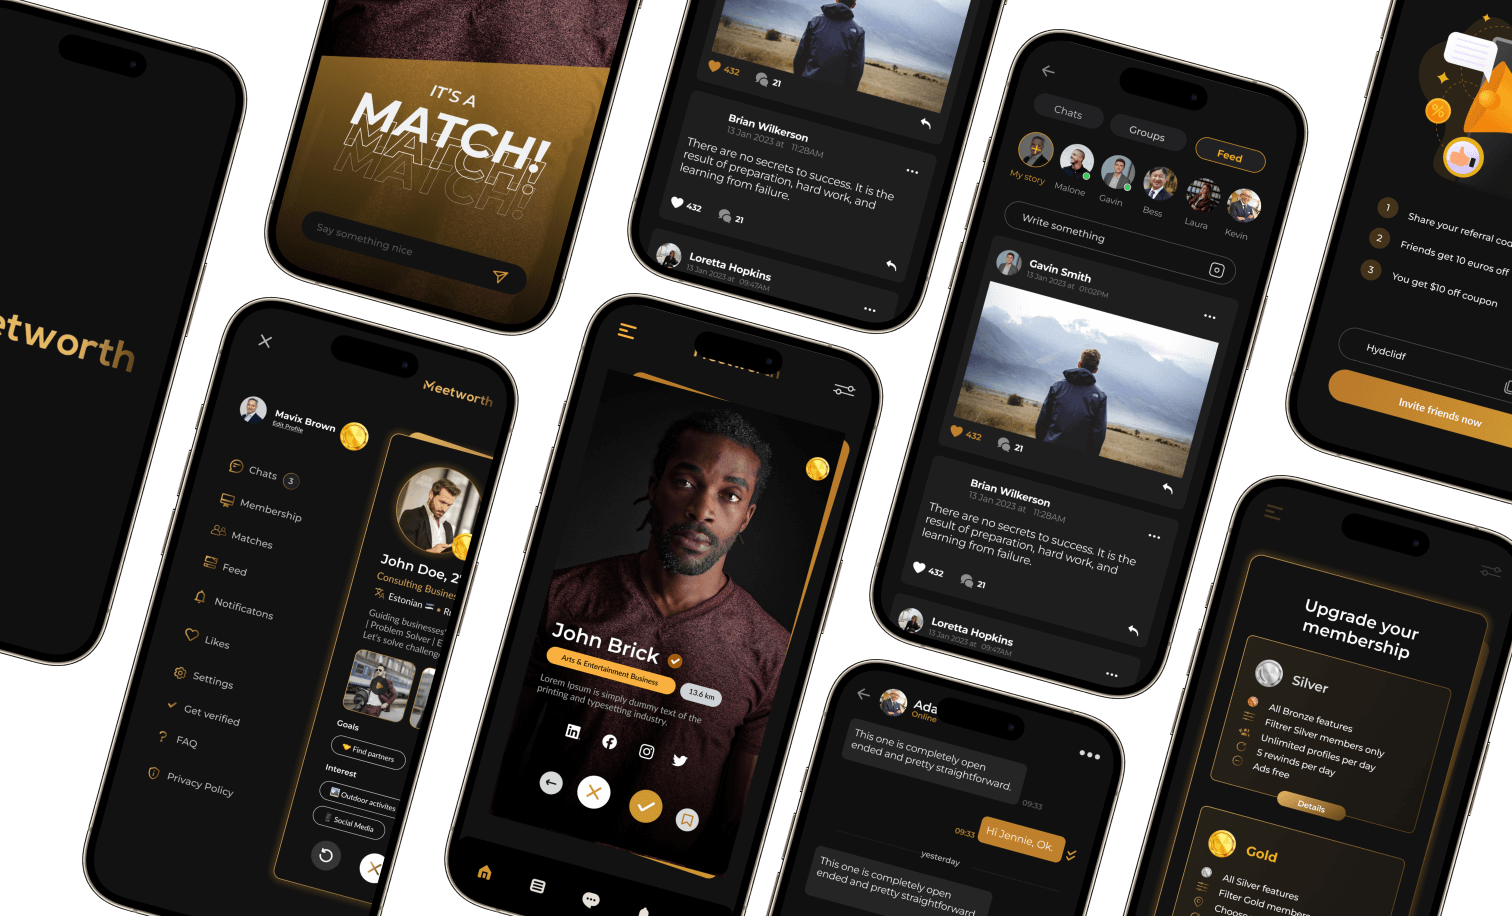 etworth
IT'S A
MATCH!
MATCH!
MATCH!
Say something nice
432
21
Brian Wilkerson
13 Jan 2023 at 11:28AM
There are no secrets to success. It is the
result of preparation, hard work, and
learning from failure.
432
21
Loretta Hopkins
13 Jan 2023 at 09:47AM
Chats
Groups
Feed
My story
Malone
Gavin
Bess
Laura
Kevin
Write something
Gavin Smith
13 Jan 2023 at 01:02PM
432
21
Brian Wilkerson
13 Jan 2023 at 11:28AM
There are no secrets to success. It is the
result of preparation, hard work, and
learning from failure.
432
21
Loretta Hopkins
13 Jan 2023 at 09:47AM
%
1 Share your referral cod
2 Friends get 10 euros off
3 You get $10 off coupon
Hydclidf
Invite friends now
Meetworth
Mavix Brown
Edit Profile
Chats 3
Membership
Matches
Feed
Notificatons
Likes
Settings
Get verified
FAQ
Privacy Policy
John Doe, 2
Consulting Busine
Estonian • Ru
Guiding businesses'
| Problem Solver | E
Let's solve challeng
Goals
Find partners
Interest
Outdoor activites
Social Media
Meetworth
John Brick
Arts & Entertainment Business
13.6 km
Lorem Ipsum is simply dummy text of the
printing and typesetting industry.
Ada
Online
This one is completely open
ended and pretty straightforward.
09:33
09:33
Hi Jennie, Ok.
yesterday
This one is completely open
ended and pretty straightforward
Upgrade your
membership
Silver
All Bronze features
Filtrer Silver members only
Unlimited profiles per day
5 rewinds per day
Ads free
Details
Gold
All Silver features
Filter Gold membe
Choos